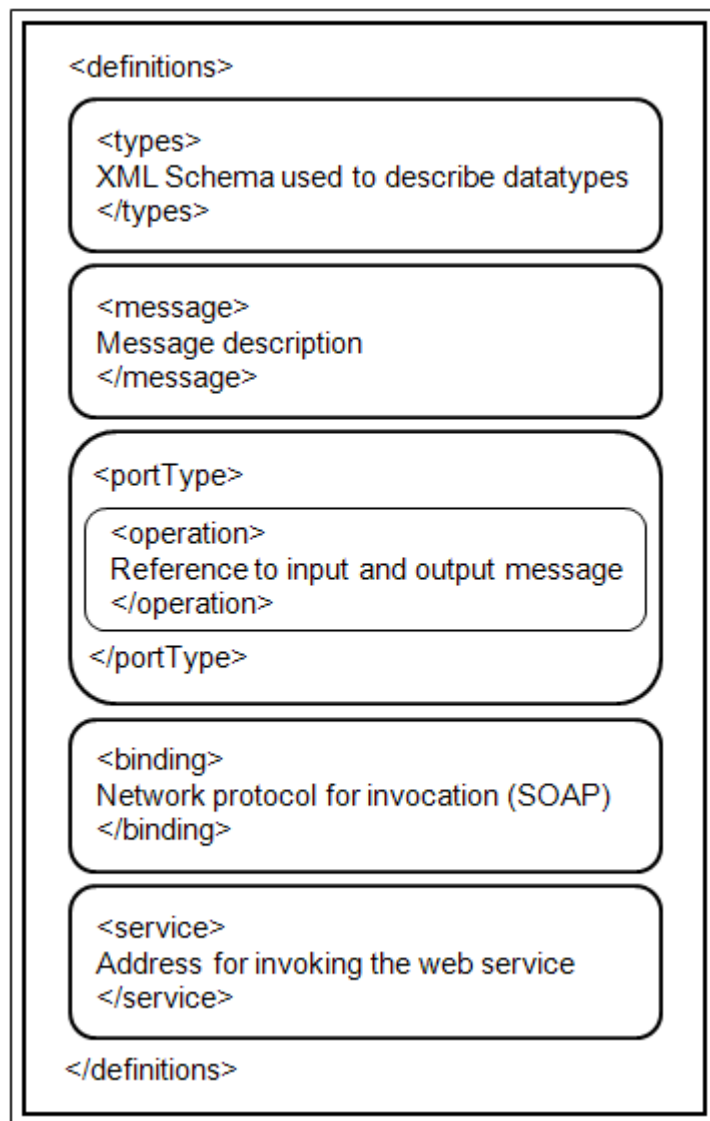 <definitions>
<types>
XML Schema used to describe datatypes
</types>
<message>
Message description
</message>
<portType>
<operation>
Reference to input and output message
</operation>
</portType>
<binding>
Network protocol for invocation (SOAP)
</binding>
<service>
Address for invoking the web service
</service>
</definitions>